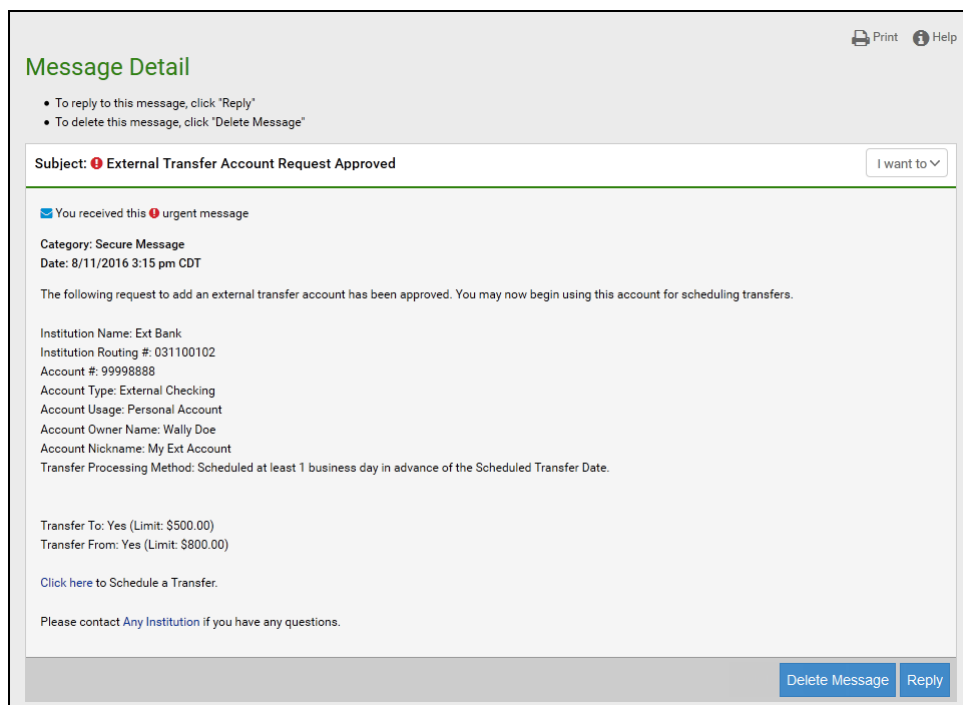 Print Help
Message Detail
• To reply to this message, click "Reply"
• To delete this message, click "Delete Message"
Subject: External Transfer Account Request Approved
I want to
You received this urgent message
Category: Secure Message
Date: 8/11/2016 3:15 pm CDT
The following request to add an external transfer account has been approved. You may now begin using this account for scheduling transfers.
Institution Name: Ext Bank
Institution Routing #: 031100102
Account #: 99998888
Account Type: External Checking
Account Usage: Personal Account
Account Owner Name: Wally Doe
Account Nickname: My Ext Account
Transfer Processing Method: Scheduled at least 1 business day in advance of the Scheduled Transfer Date.
Transfer To: Yes (Limit: $500.00)
Transfer From: Yes (Limit: $800.00)
Click here to Schedule a Transfer.
Please contact Any Institution if you have any questions.
Delete Message Reply